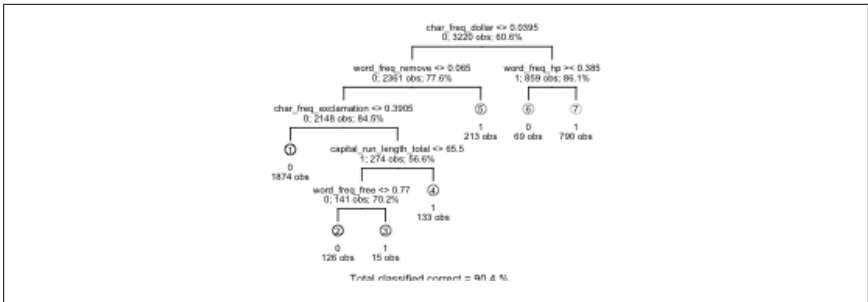 char_freq_dollar <> 0.0395
0; 3220 obs; 60.6%
word_freq_remove <> 0.065
0; 2361 obs; 77.6%
word_freq_hp >< 0.385
1; 859 obs; 86.1%
char_freq_exclamation <> 0.3905
0; 2148 obs; 84.5%
⑤
1
213 obs
⑥
0
69 obs
⑦
1
790 obs
①
0
1874 obs
capital_run_length_total <> 65.5
1; 274 obs; 56.6%
word_freq_free <> 0.77
0; 141 obs; 70.2%
④
1
133 obs
②
0
126 obs
③
1
15 obs
Total classified correct = 90.4 %